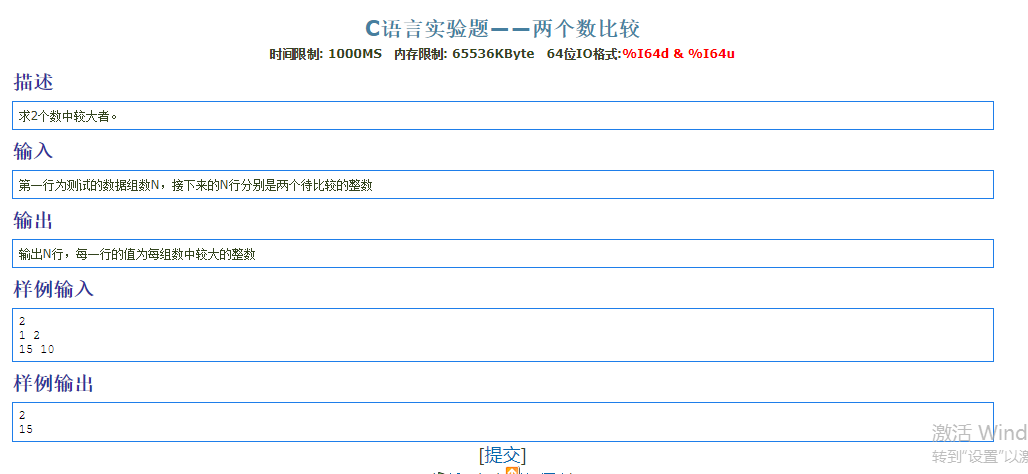 C语言实验题——两个数比较
时间限制: 1000MS 内存限制: 65536KByte 64位IO格式:%I64d & %I64u
描述
求2个数中较大者。
输入
第一行为测试的数据组数N，接下来的N行分别是两个待比较的整数
输出
输出N行，每一行的值为每组数中较大的整数
样例输入
2
1 2
15 10
样例输出
2
15
激活 Wind
[提交]
转到“设置”以激